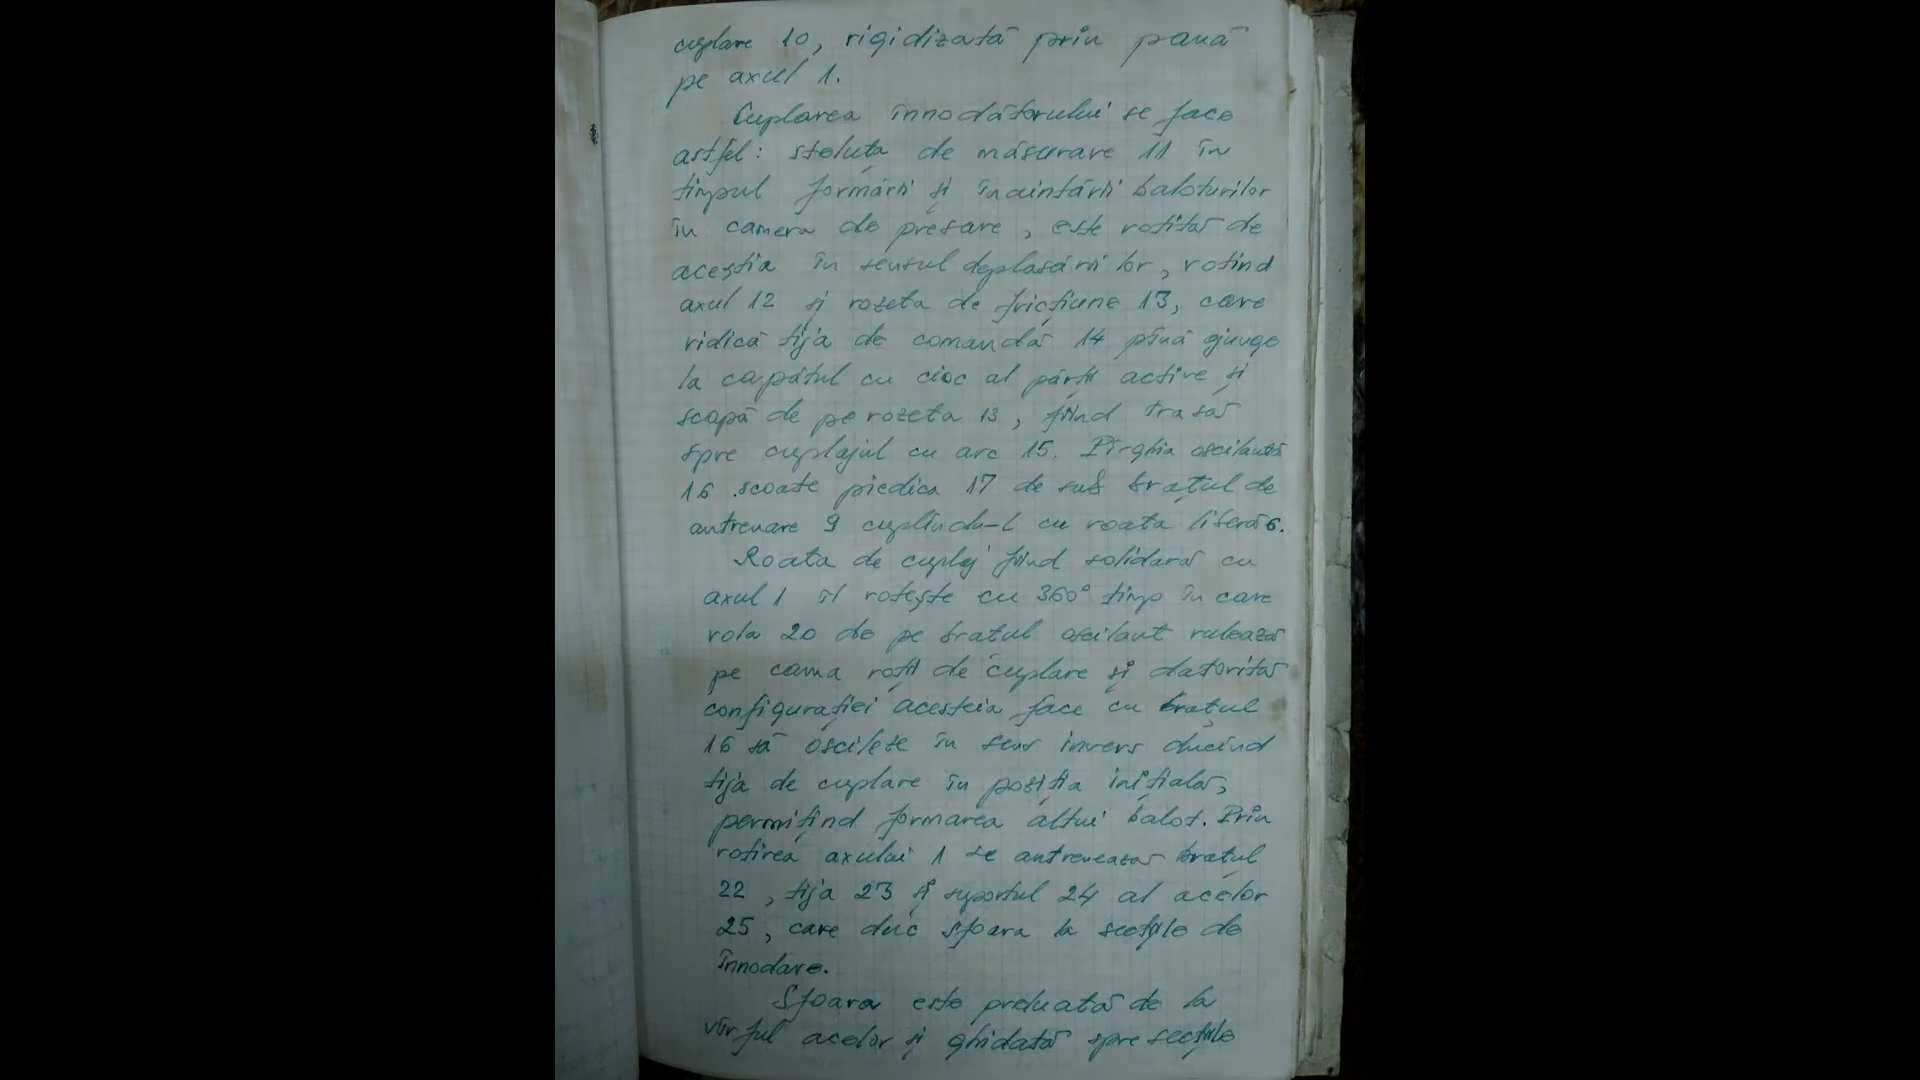 cuplare 10, rigidizată prin pană
pe axul 1.
Cuplarea înnodătorului se face
astfel: steluța de măsurare 11 în
timpul formării și înaintării baloturilor
în camera de presare, este rotită de
aceștia în sensul deplasării lor, rotind
axul 12 și rozeta de fricțiune 13, care
ridică tija de comandă 14 pînă ajunge
la capătul cu cioc al părții active și
scapă de pe rozeta 13, fiind trasă
spre cuplajul cu arc 15. Pîrghia oscilantă
16 scoate piedica 17 de sub brațul de
antrenare 9 cuplîndu-l cu roata liberă 6.
Roata de cuplaj fiind solidară cu
axul 1 îl rotește cu 360° timp în care
rola 20 de pe bratul oscilant rulează
pe cama roții de cuplare și datorită
configurației acesteia face cu brațul
16 să oscileze în sens invers ducînd
tija de cuplare în poziția inițială,
permițînd formarea altui balot. Prin
rotirea axului 1 se antrenează brațul
22, tija 23 și suportul 24 al acelor
25, care duc sfoara la secțiile de
înnodare.
Sfoara este preluată de la
vîrful acelor și ghidată spre secțiile